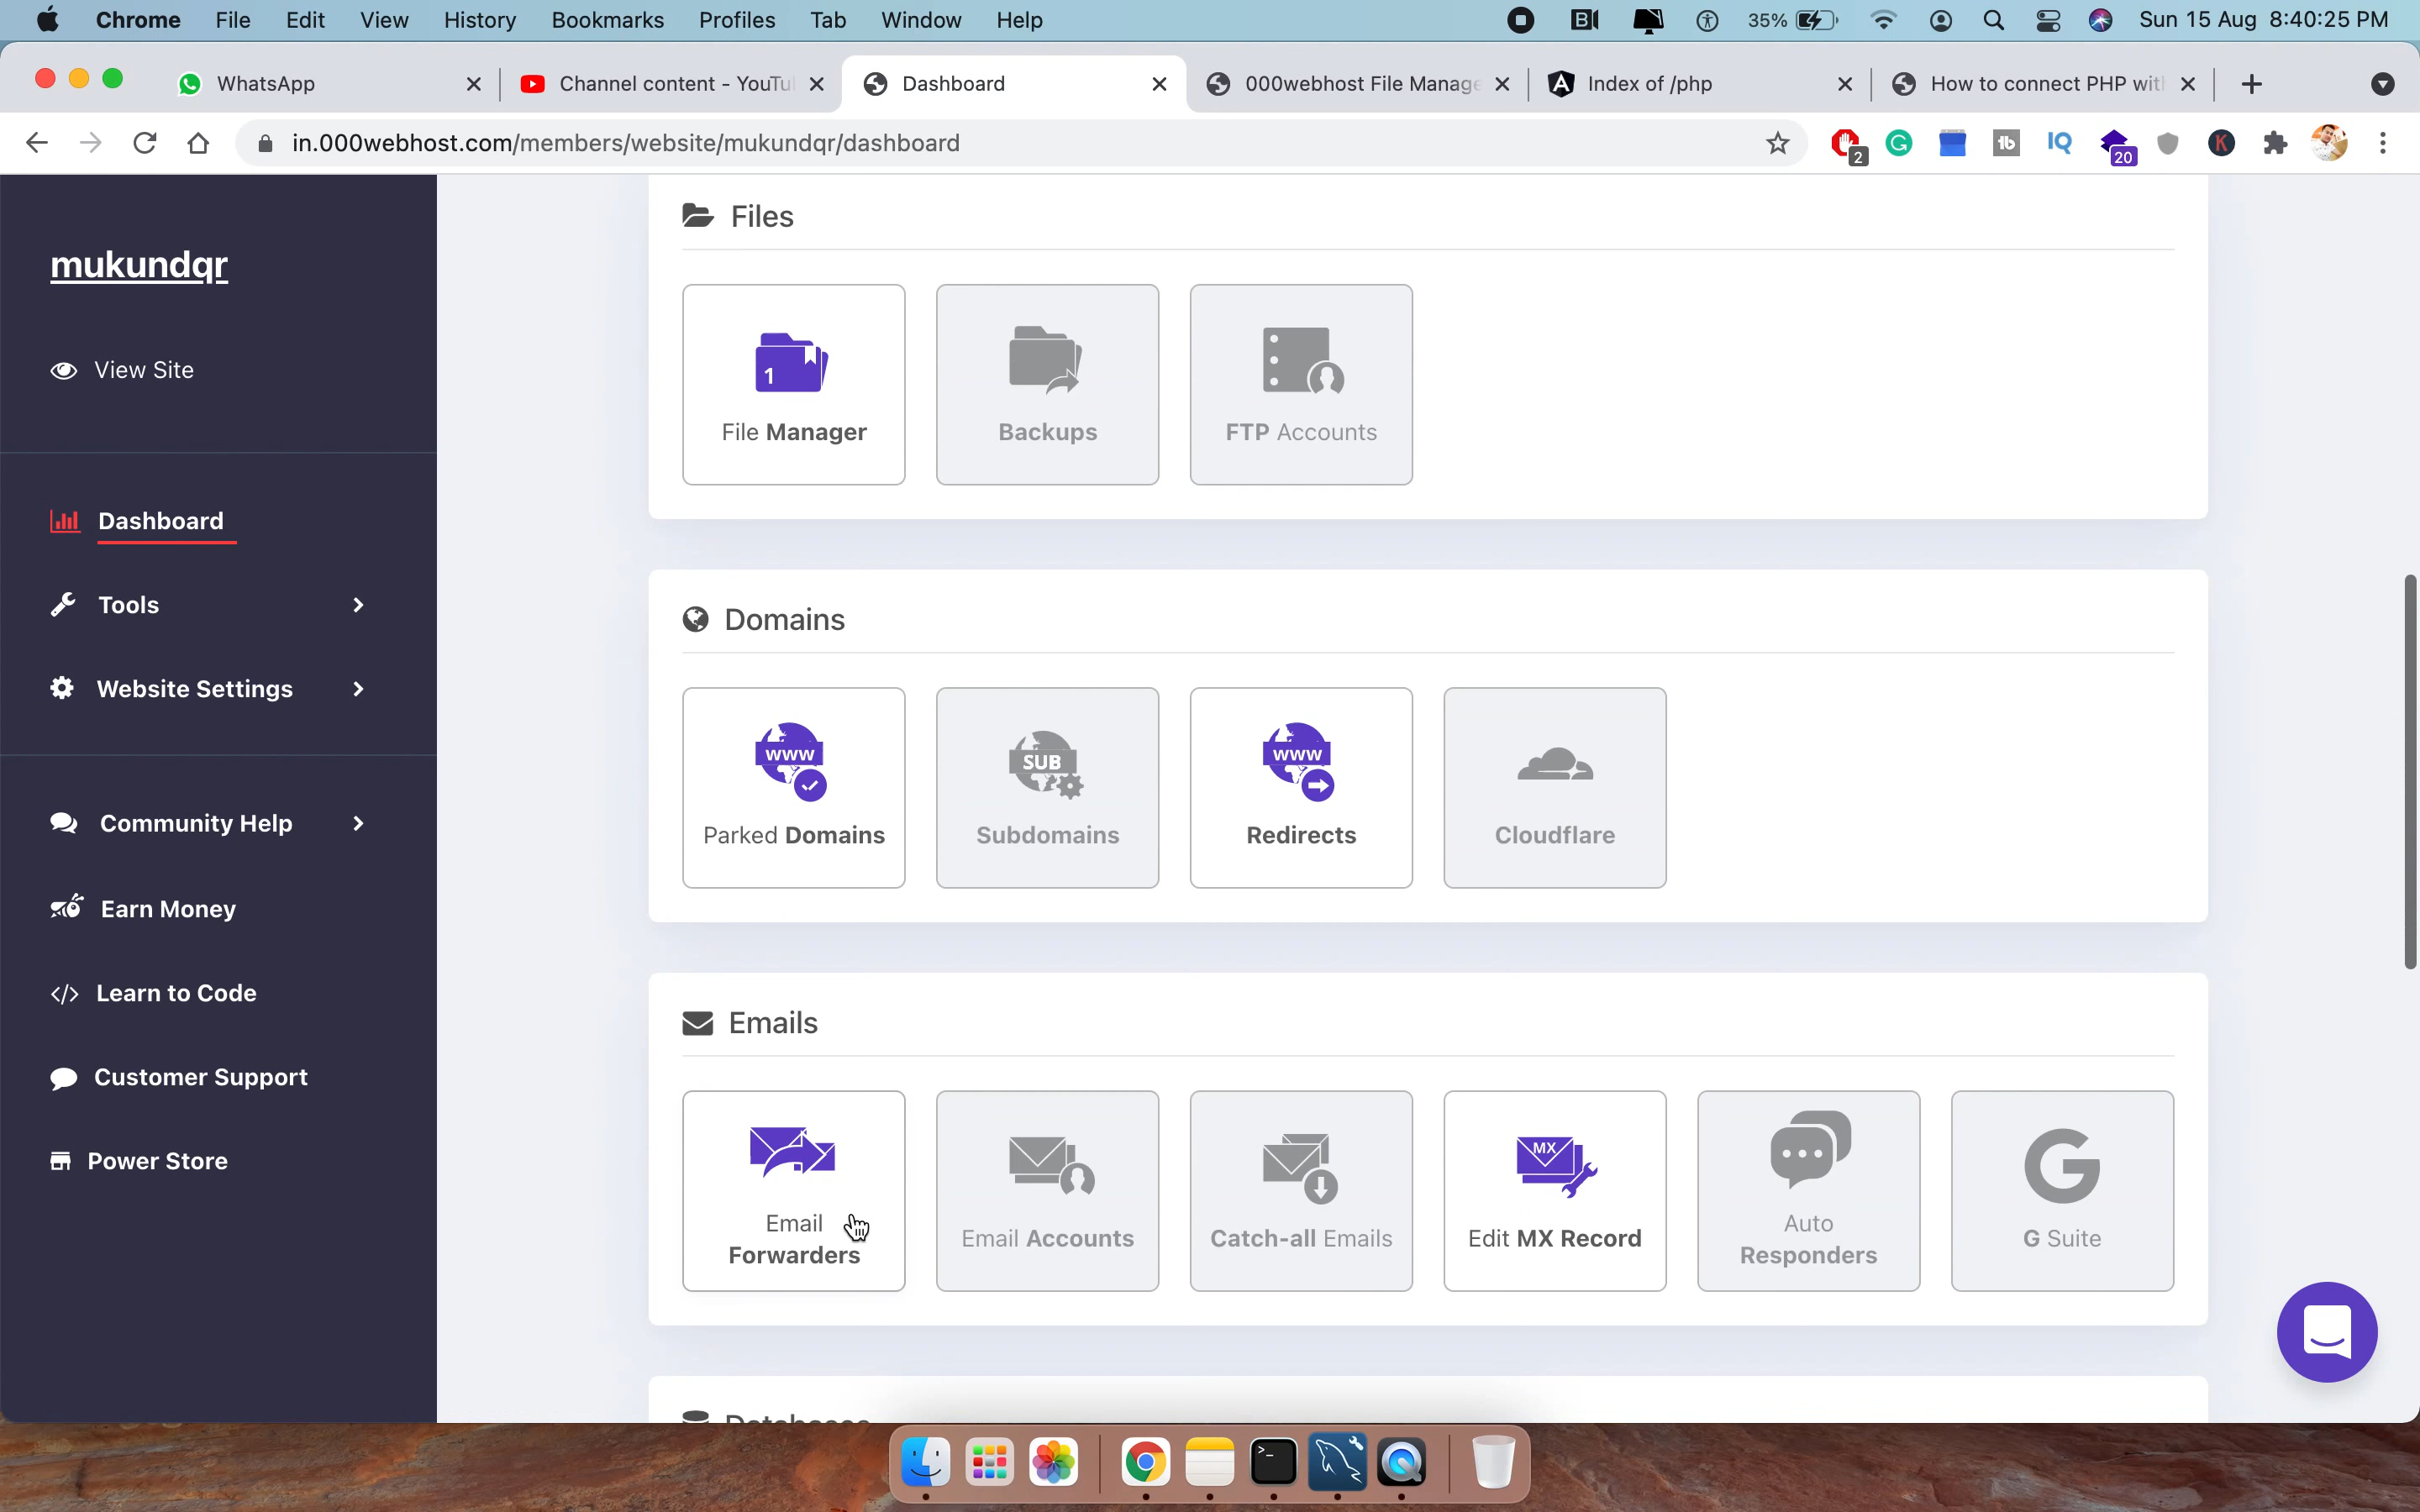 Chrome File Edit View History Bookmarks Profiles Tab Window Help 35% Sun 15 Aug 8:40:25 PM
WhatsApp Channel content - YouTu Dashboard 000webhost File Manage Index of /php How to connect PHP wit
in.000webhost.com/members/website/mukundqr/dashboard 2 20
mukundqr
View Site
Dashboard
Tools
Website Settings
Community Help
Earn Money
Learn to Code
Customer Support
Power Store
Files
1
File Manager
Backups
FTP Accounts
Domains
WWW
Parked Domains
SUB
Subdomains
WWW
Redirects
Cloudflare
Emails
Email
Forwarders
Email Accounts
Catch-all Emails
MX
Edit MX Record
Auto
Responders
G Suite
Databases